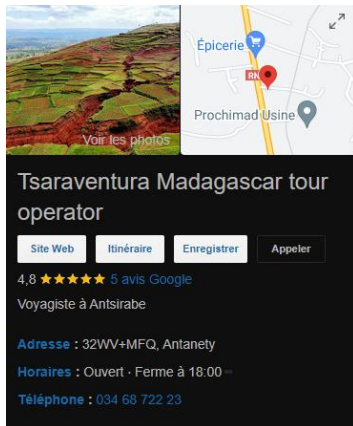 Épicerie
RN
Prochimad Usine
Voir les photos
Tsaraventura Madagascar tour
operator
Site Web
Itinéraire
Enregistrer
Appeler
4,8 ★★★★★ 5 avis Google
Voyagiste à Antsirabe
Adresse : 32WV+MFQ, Antanety
Horaires : Ouvert · Ferme à 18:00
Téléphone : 034 68 722 23